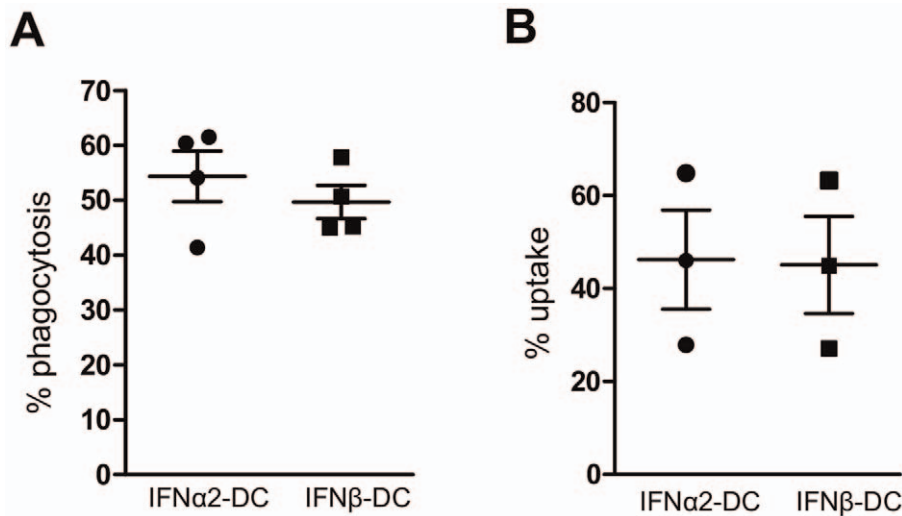 A
% phagocytosis
70
60
50
40
30
20
10
0
IFNα2-DC IFNβ-DC
B
% uptake
80
60
40
20
0
IFNα2-DC IFNβ-DC